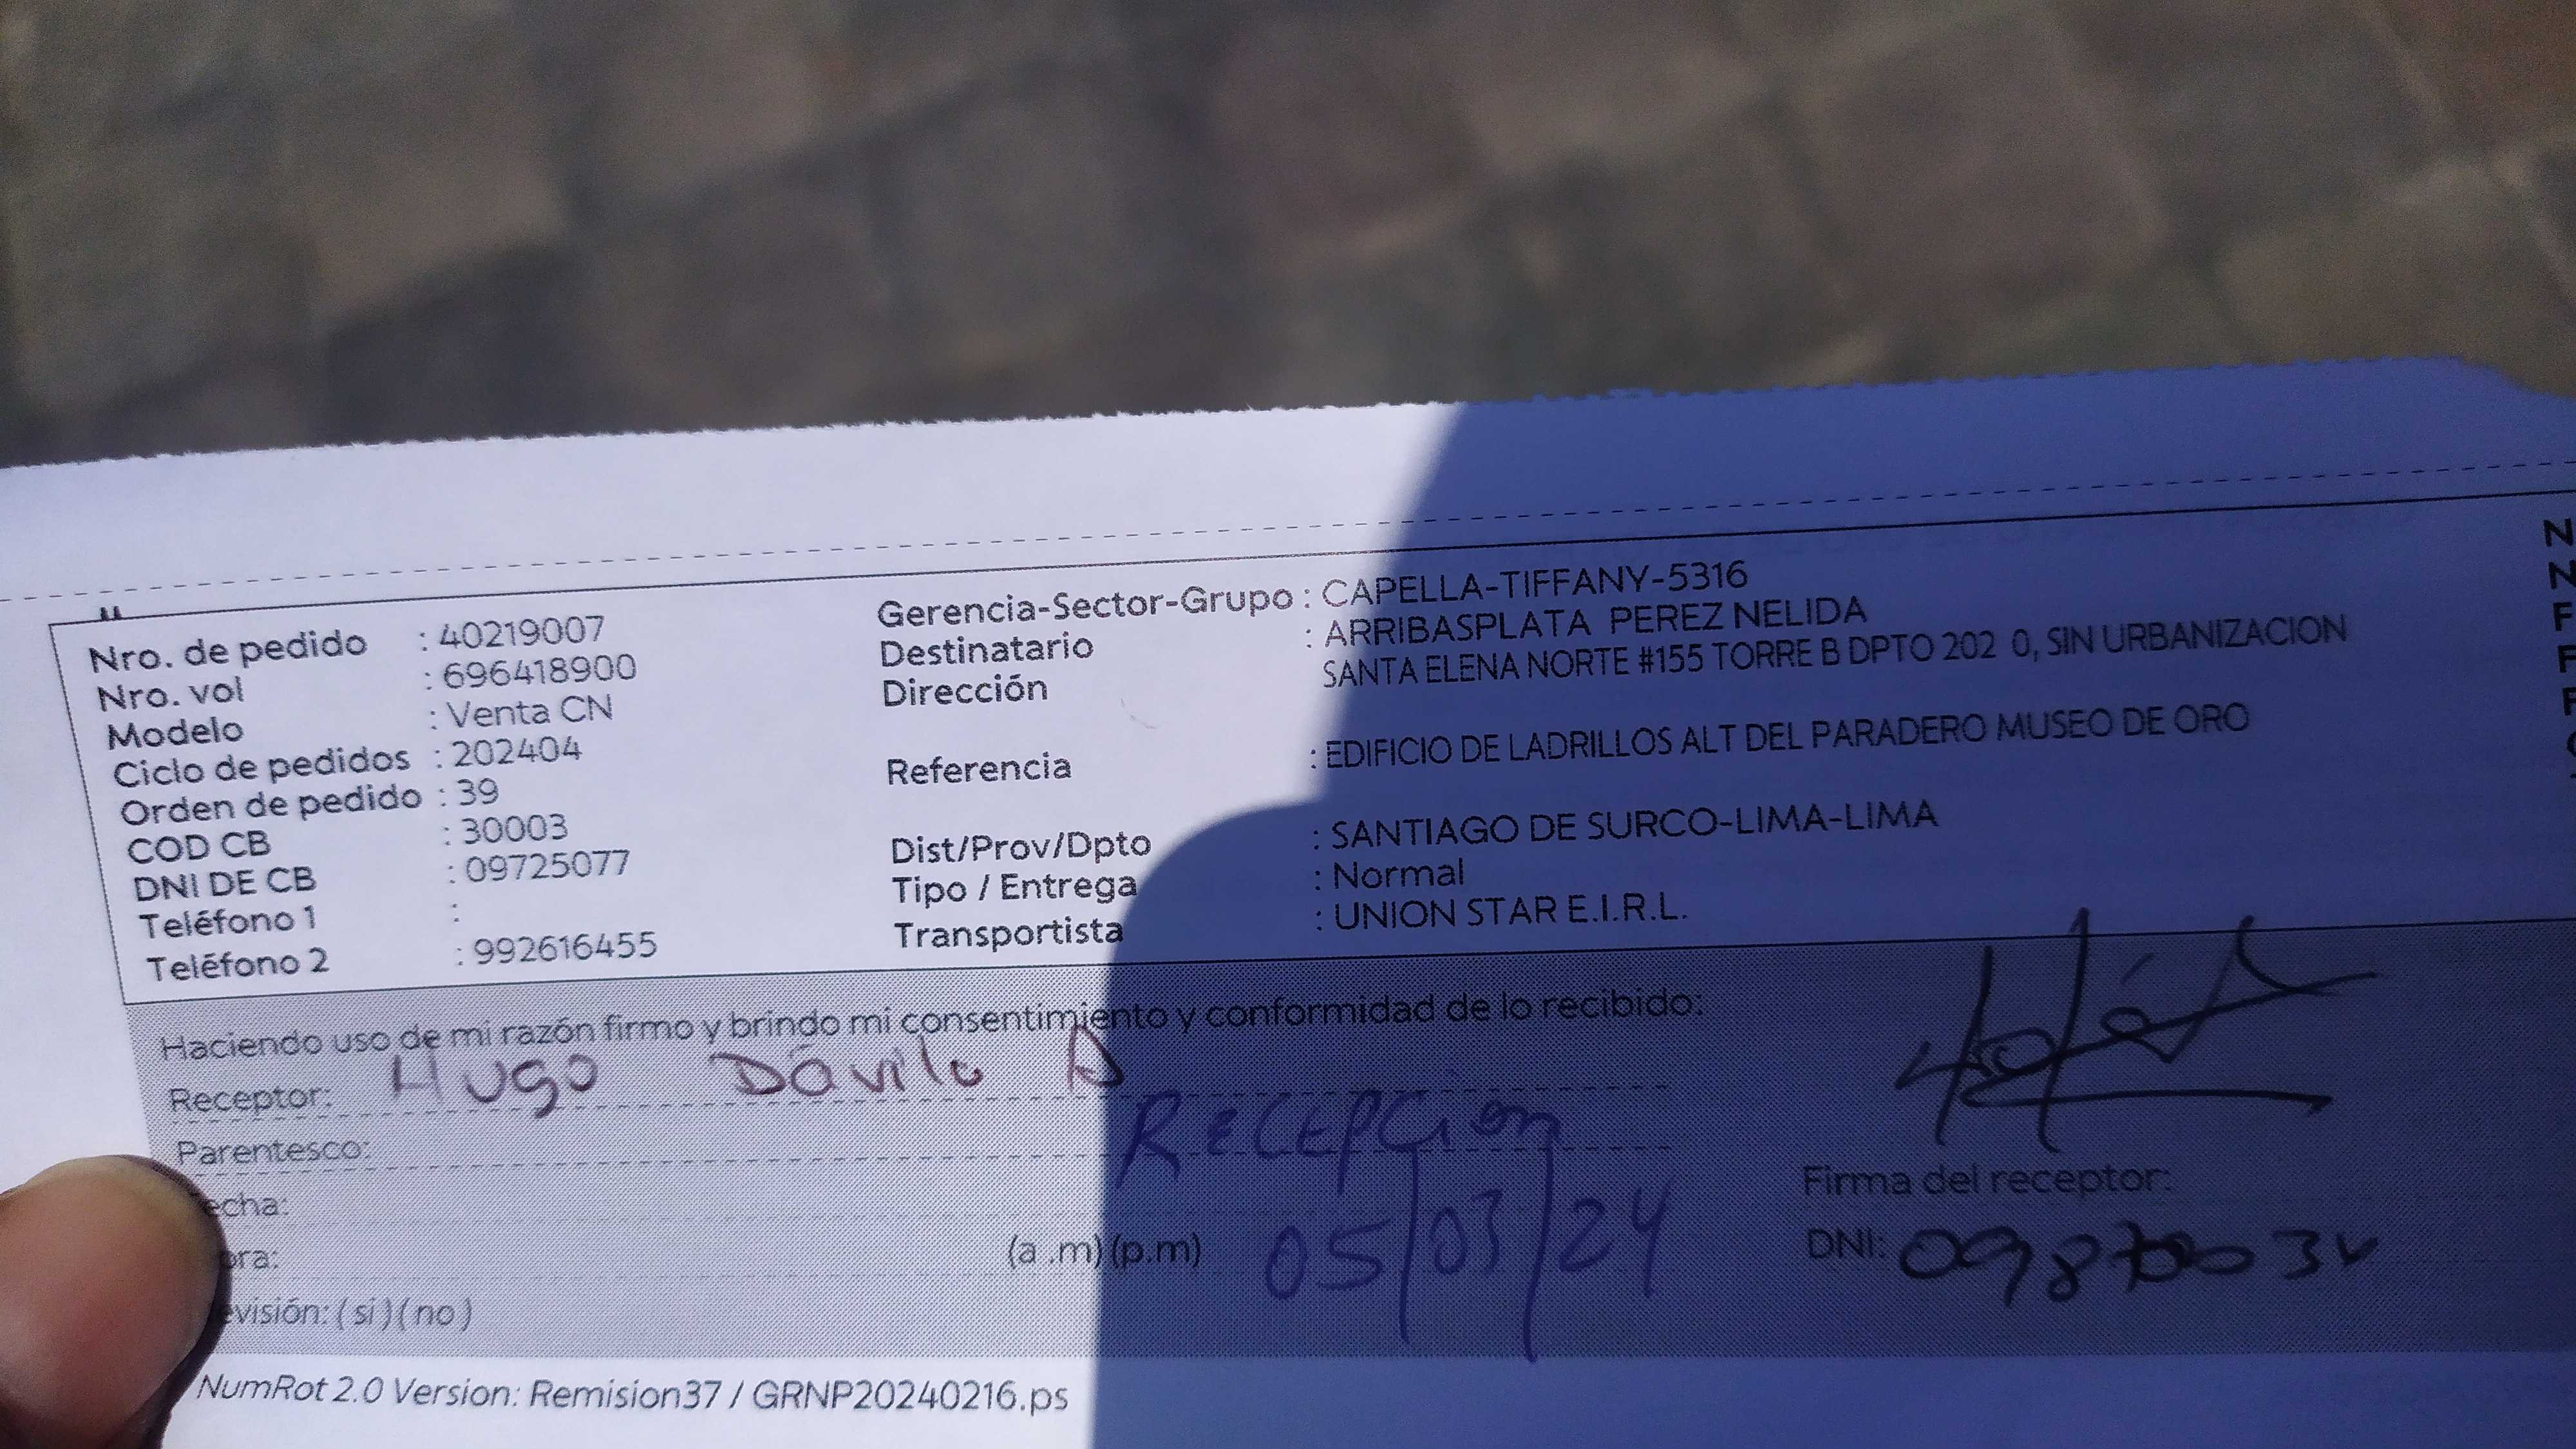 Nro. de pedido : 40219007
Nro. vol : 696418900
Modelo : Venta CN
Ciclo de pedidos : 202404
Orden de pedido : 39
COD CB : 30003
DNI DE CB : 09725077
Teléfono 1 :
Teléfono 2 : 992616455
Gerencia-Sector-Grupo : CAPELLA-TIFFANY-5316
Destinatario : ARRIBASPLATA PEREZ NELIDA
Dirección SANTA ELENA NORTE #155 TORRE B DPTO 202 0, SIN URBANIZACION
Referencia : EDIFICIO DE LADRILLOS ALT DEL PARADERO MUSEO DE ORO
Dist/Prov/Dpto : SANTIAGO DE SURCO-LIMA-LIMA
Tipo / Entrega : Normal
Transportista : UNION STAR E.I.R.L.
N
N
F
F
F
Haciendo uso de mi razón firmo y brindo mi consentimiento y conformidad de lo recibido:
Receptor: Hugo Dávila D
Parentesco: RECEPCion
echa:
ora: (a .m) (p.m) 05/03/24
evisión: ( si ) ( no )
Firma del receptor:
DNI:
NumRot 2.0 Version: Remision37 / GRNP20240216.ps